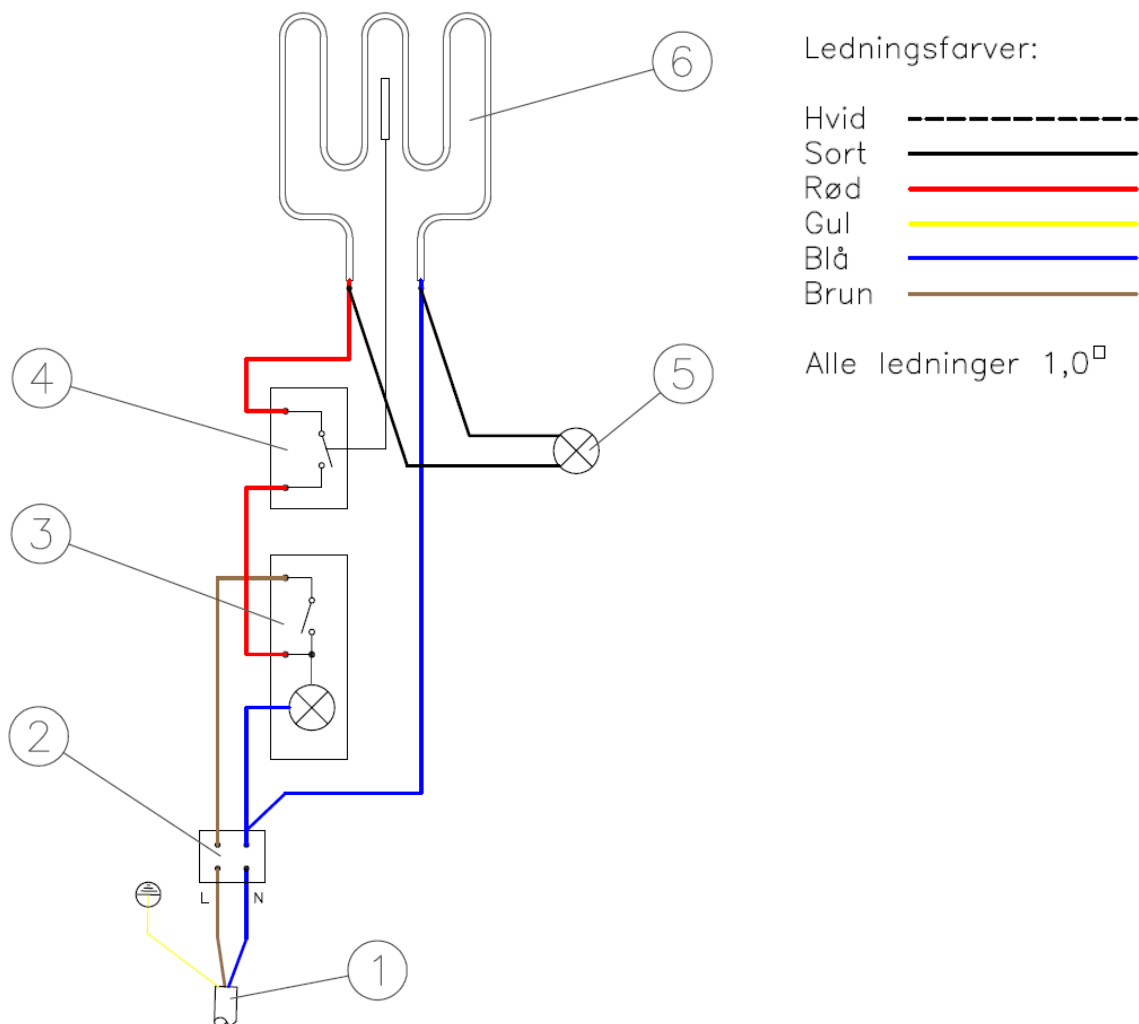 6
Ledningsfarver:
Hvid
Sort
Rød
Gul
Blå
Brun
Alle ledninger 1,0□
4
5
3
2
L N
1